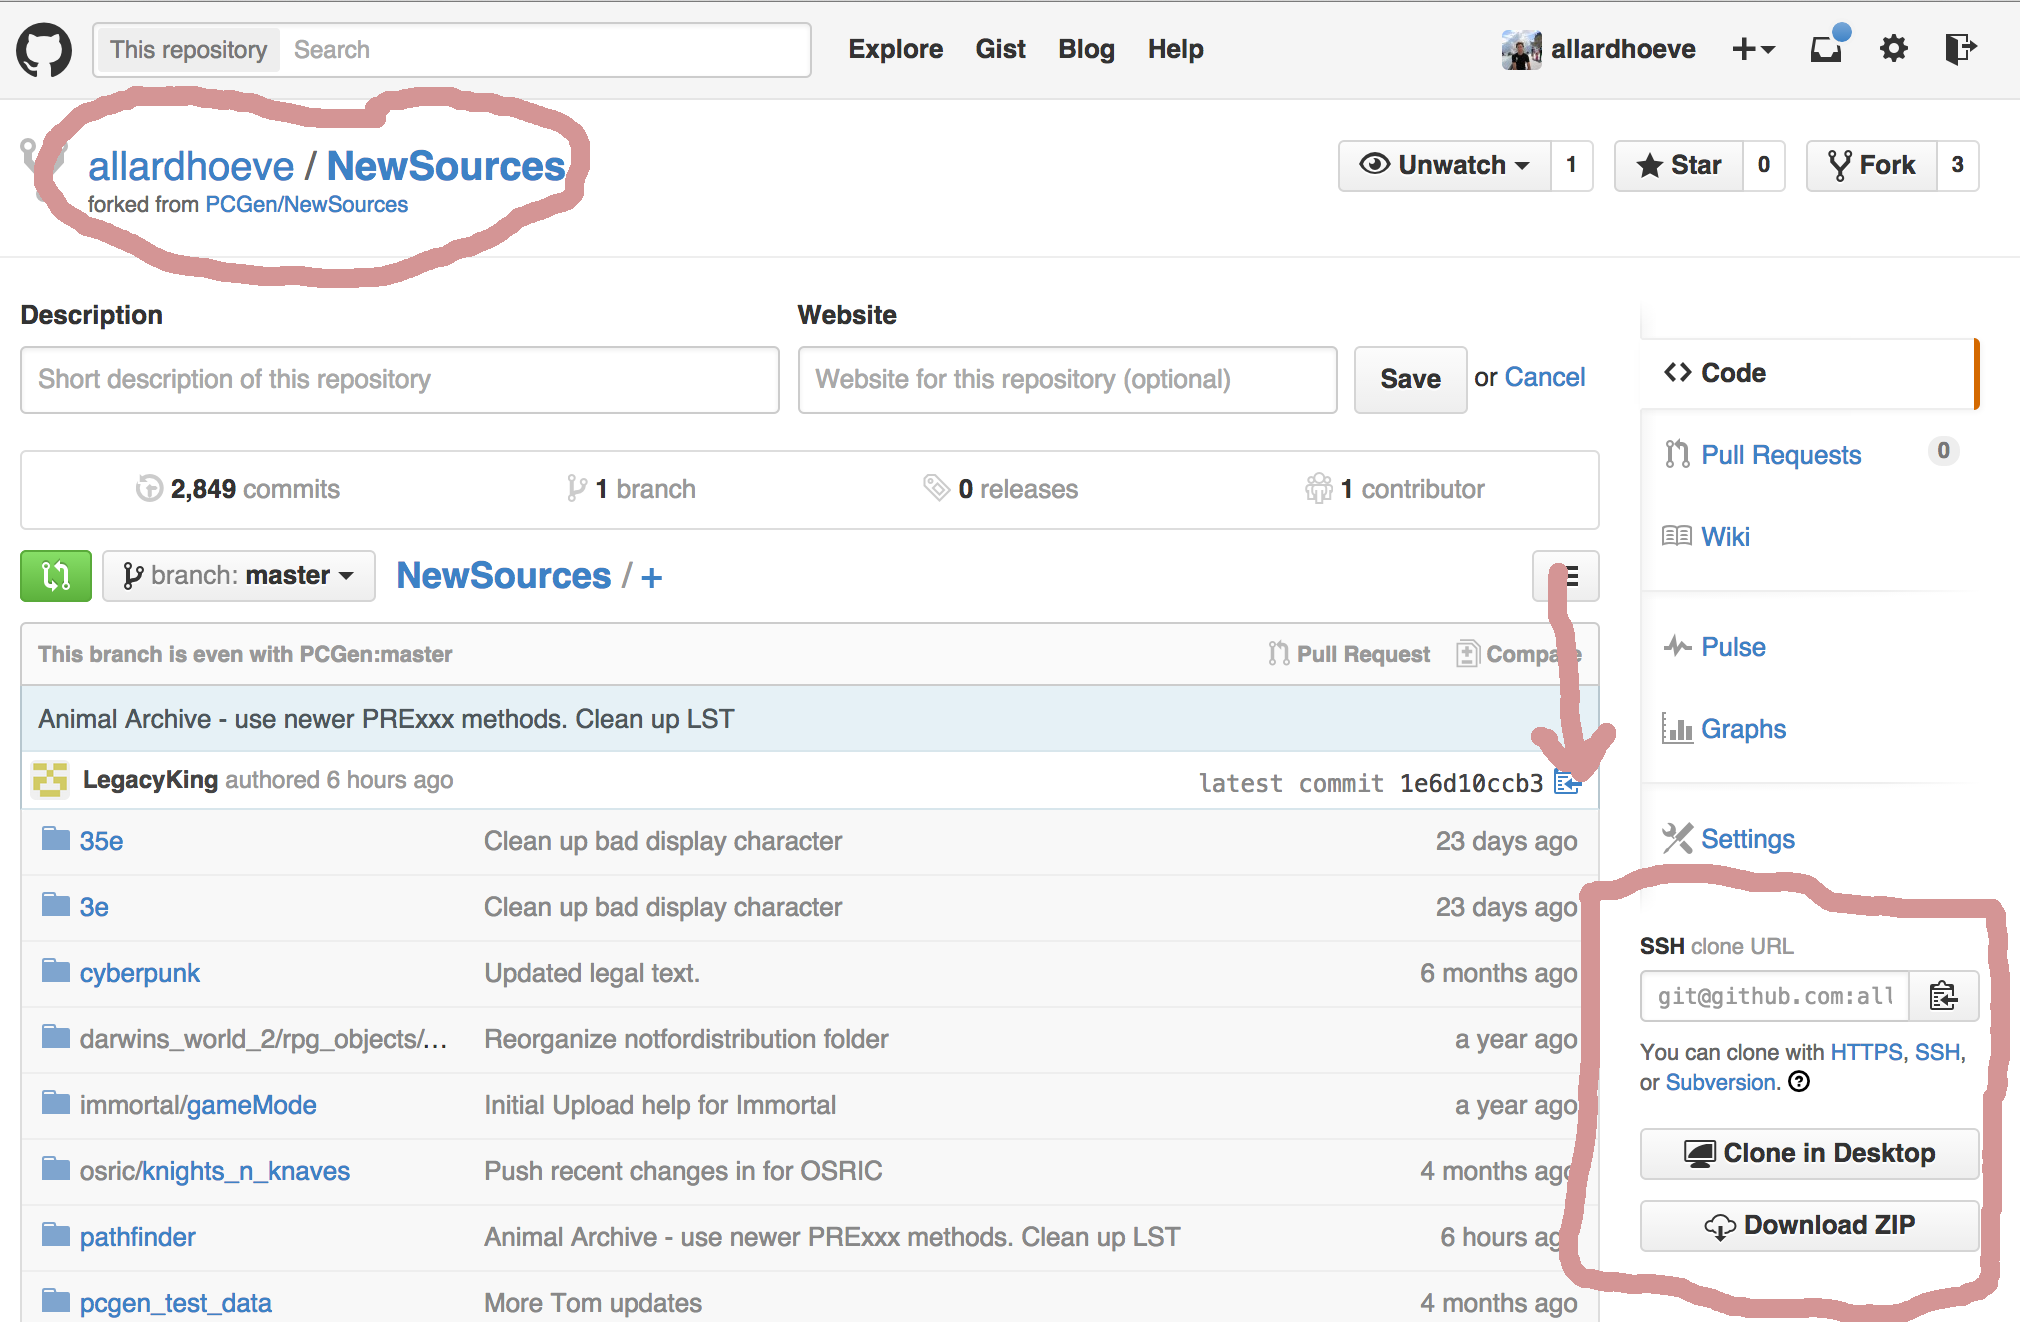 This repository Search Explore Gist Blog Help allardhoeve
allardhoeve / NewSources Unwatch 1 Star 0 Fork 3
forked from PCGen/NewSources
Description Website
Short description of this repository Website for this repository (optional) Save or Cancel
Code
Pull Requests 0
2,849 commits 1 branch 0 releases 1 contributor
Wiki
branch: master NewSources / +
This branch is even with PCGen:master Pull Request Compare
Pulse
Animal Archive - use newer PRExxx methods. Clean up LST
Graphs
LegacyKing authored 6 hours ago latest commit 1e6d10ccb3
35e Clean up bad display character 23 days ago
Settings
3e Clean up bad display character 23 days ago
SSH clone URL
cyberpunk Updated legal text. 6 months ago
git@github.com:all
darwins_world_2/rpg_objects/… Reorganize notfordistribution folder a year ago
You can clone with HTTPS, SSH,
or Subversion.
immortal/gameMode Initial Upload help for Immortal a year ago
Clone in Desktop
osric/knights_n_knaves Push recent changes in for OSRIC 4 months ago
Download ZIP
pathfinder Animal Archive - use newer PRExxx methods. Clean up LST 6 hours ago
pcgen_test_data More Tom updates 4 months ago